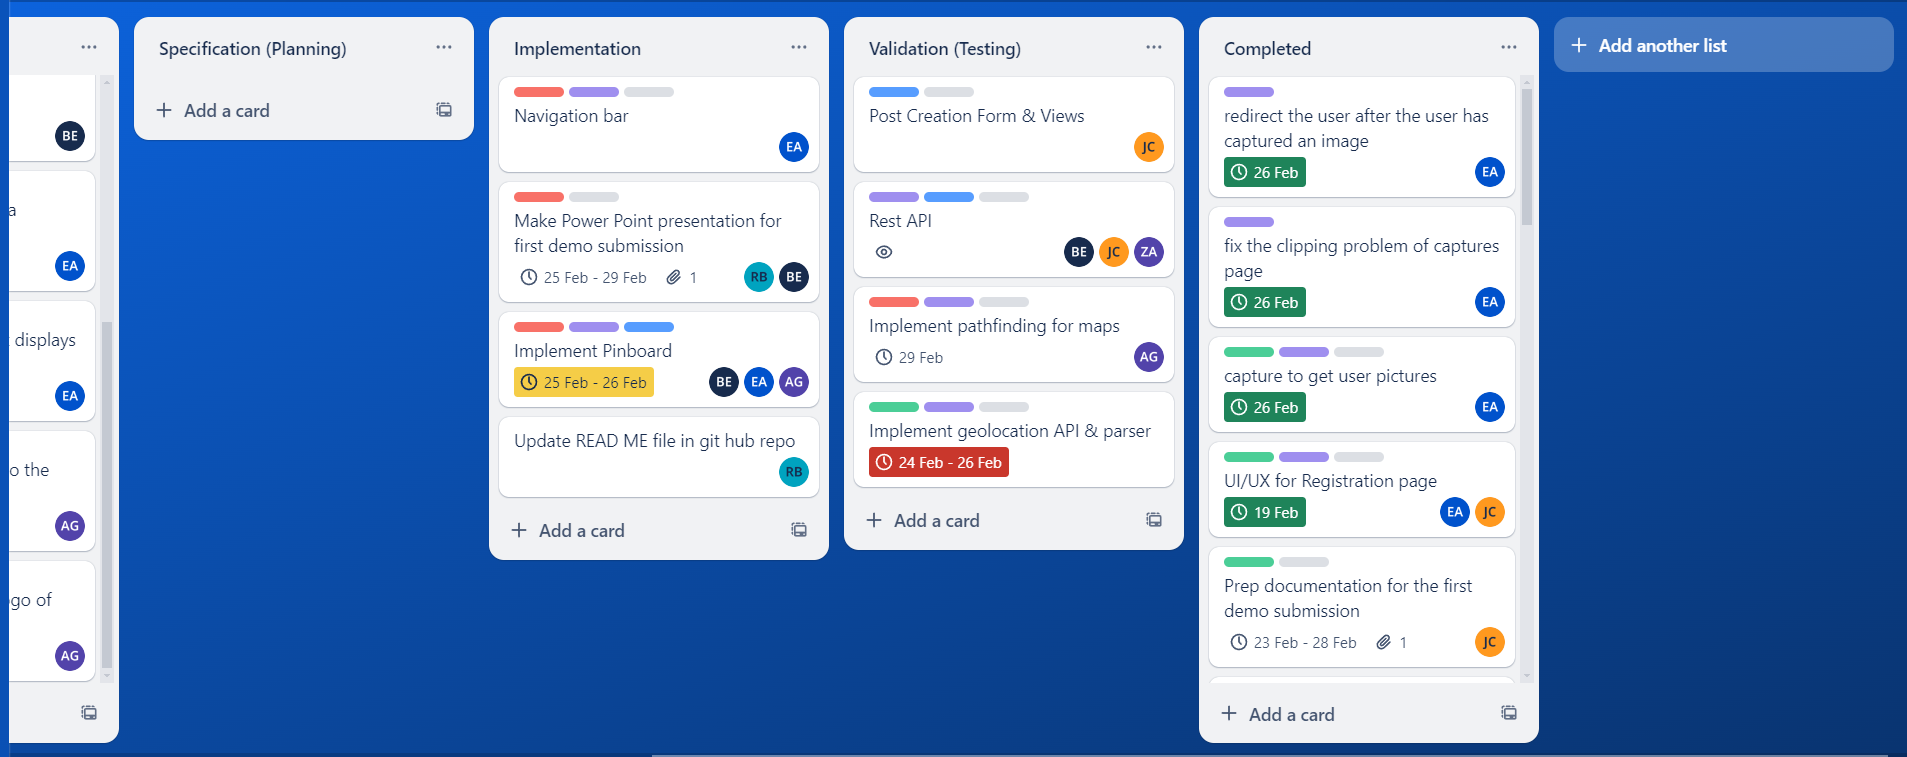 BE
a
EA
displays
EA
o the
AG
go of
AG
Specification (Planning)
Add a card
Implementation
Navigation bar
EA
Make Power Point presentation for
first demo submission
25 Feb - 29 Feb 1 RB BE
Implement Pinboard
25 Feb - 26 Feb BE EA AG
Update READ ME file in git hub repo
RB
Add a card
Validation (Testing)
Post Creation Form & Views
JC
Rest API
BE JC ZA
Implement pathfinding for maps
29 Feb AG
Implement geolocation API & parser
24 Feb - 26 Feb
Add a card
Completed
redirect the user after the user has
captured an image
26 Feb EA
fix the clipping problem of captures
page
26 Feb EA
capture to get user pictures
26 Feb EA
UI/UX for Registration page
19 Feb EA JC
Prep documentation for the first
demo submission
23 Feb - 28 Feb 1 JC
Add a card
Add another list